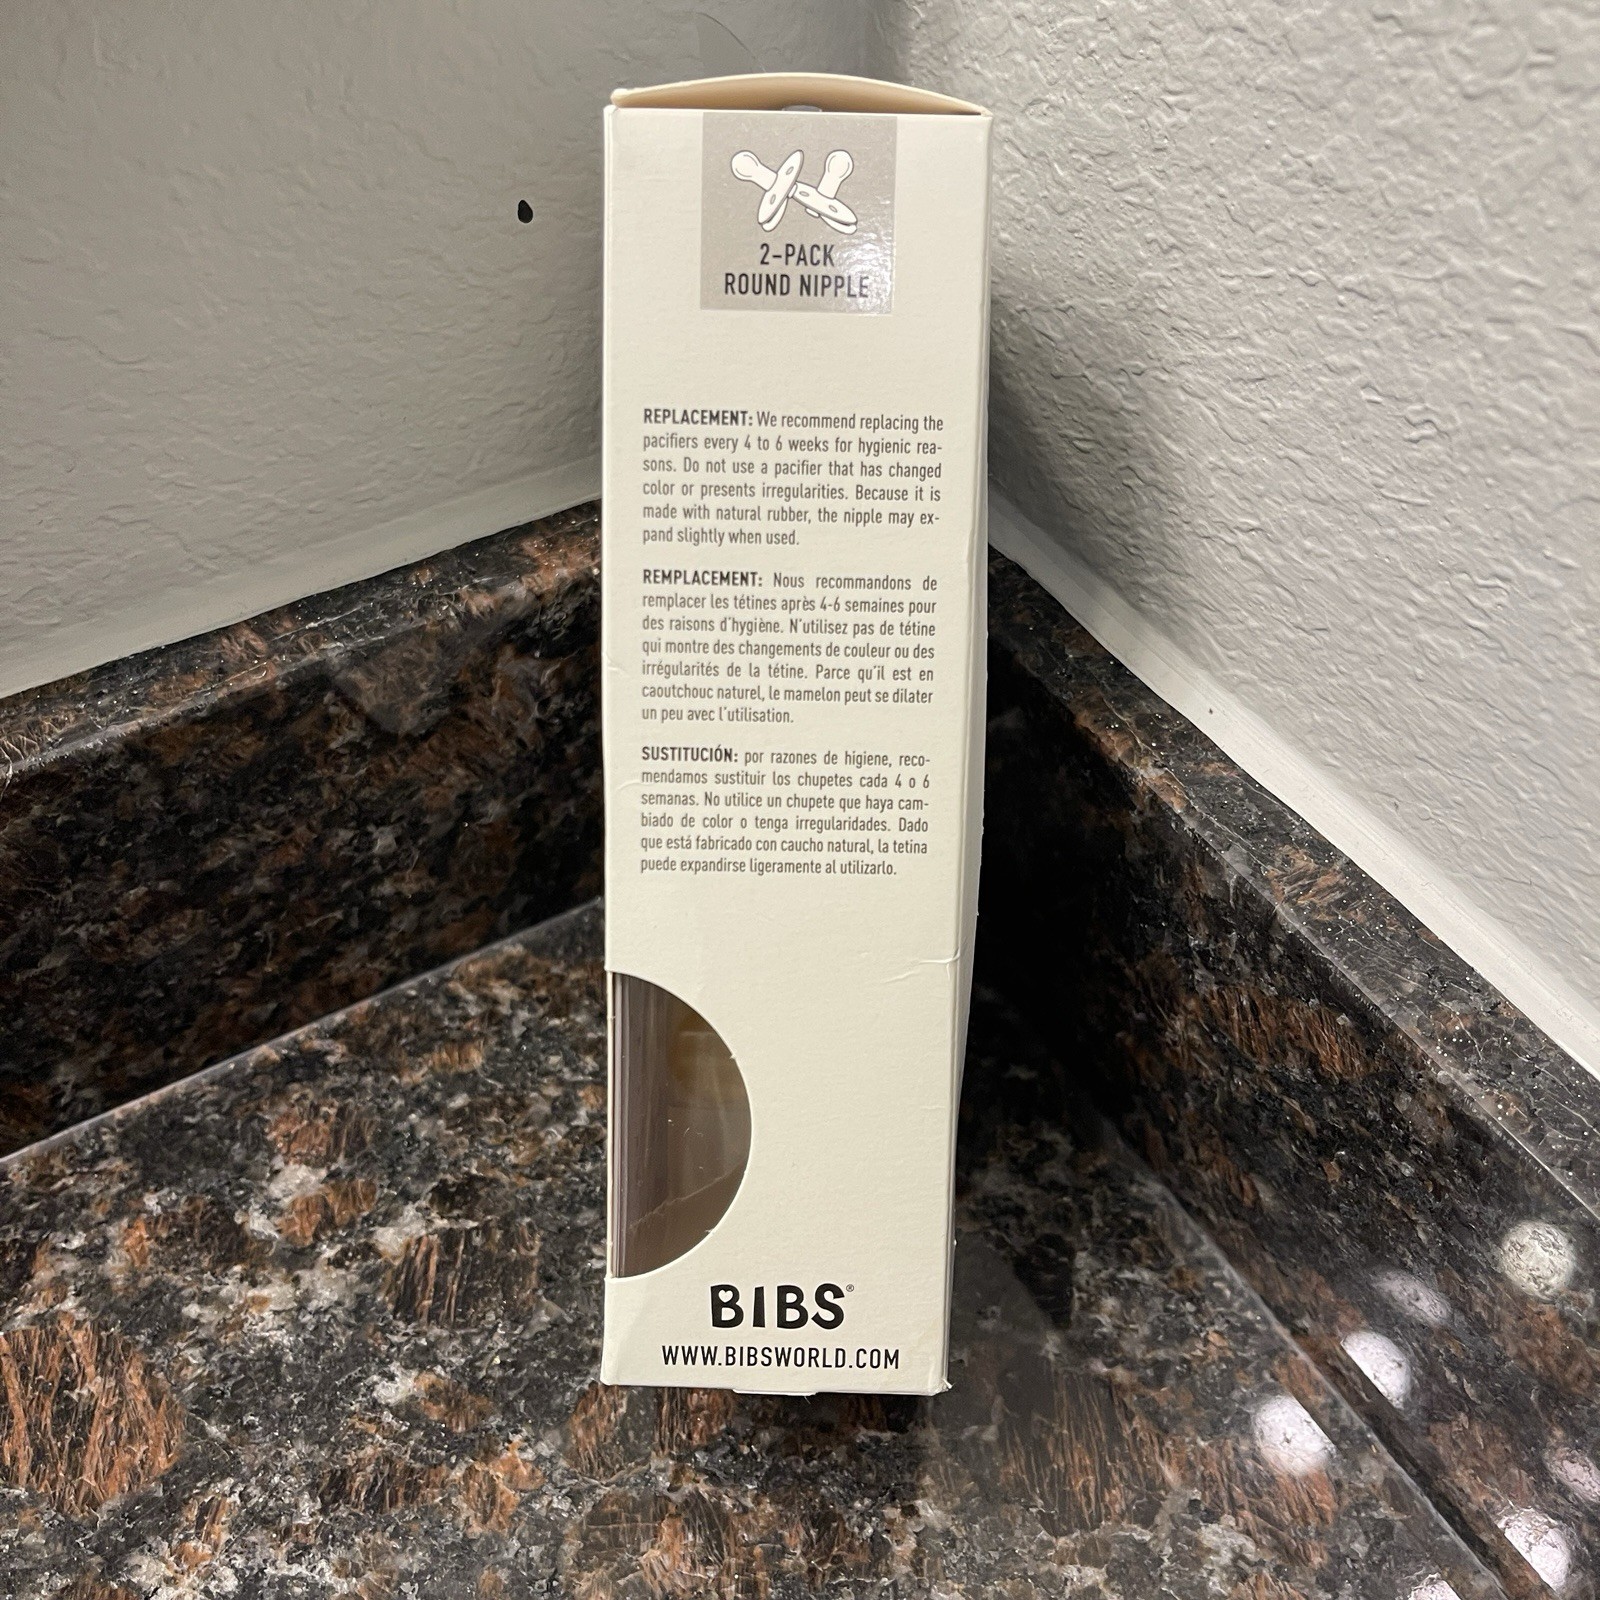 2-PACK
ROUND NIPPLE
REPLACEMENT: We recommend replacing the
pacifiers every 4 to 6 weeks for hygienic rea-
sons. Do not use a pacifier that has changed
color or presents irregularities. Because it is
made with natural rubber, the nipple may ex-
pand slightly when used.
REMPLACEMENT: Nous recommandons de
remplacer les tétines après 4-6 semaines pour
des raisons d'hygiène. N'utilisez pas de tétine
qui montre des changements de couleur ou des
irrégularités de la tétine. Parce qu'il est en
caoutchouc naturel, le mamelon peut se dilater
un peu avec l'utilisation.
SUSTITUCIÓN: por razones de higiene, reco-
mendamos sustituir los chupetes cada 4 o 6
semanas. No utilice un chupete que haya cam-
biado de color o tenga irregularidades. Dado
que está fabricado con caucho natural, la tetina
puede expandirse ligeramente al utilizarlo.
BIBS®
WWW.BIBSWORLD.COM